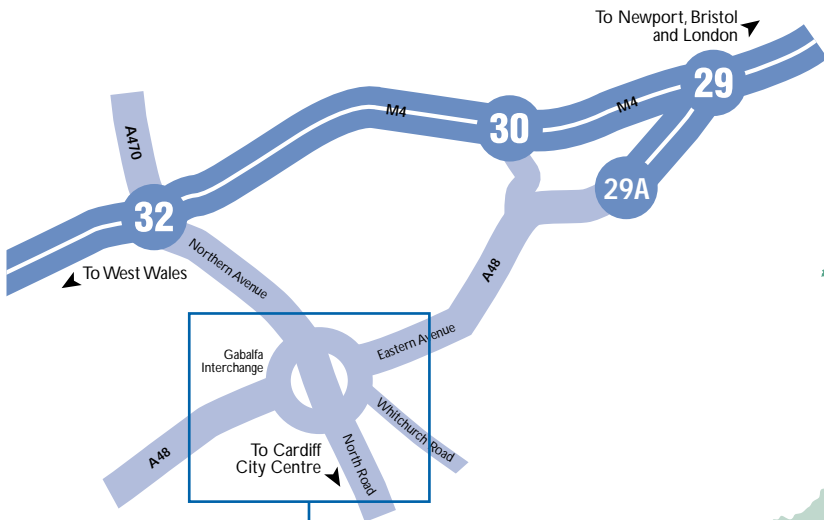 To Newport, Bristol
and London
29
M4
M4
30
A470
29A
32
Northern Avenue
To West Wales
A48
Eastern Avenue
Gabalfa
Interchange
Whitchurch Road
A48
To Cardiff
City Centre
North Road